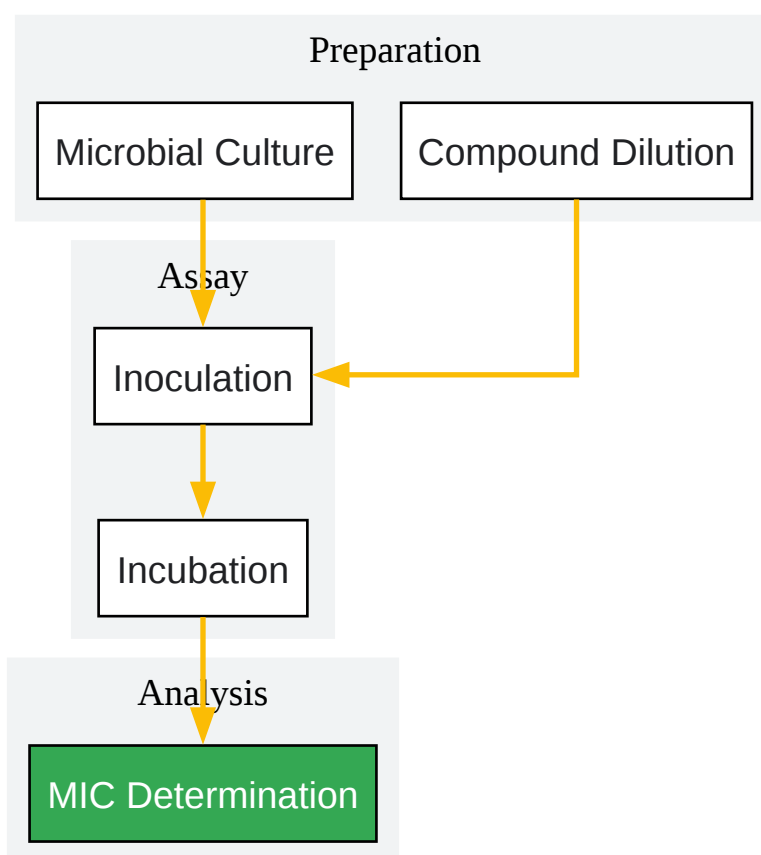 Preparation
Microbial Culture
Compound Dilution
Assay
Inoculation
Incubation
Analysis
MIC Determination